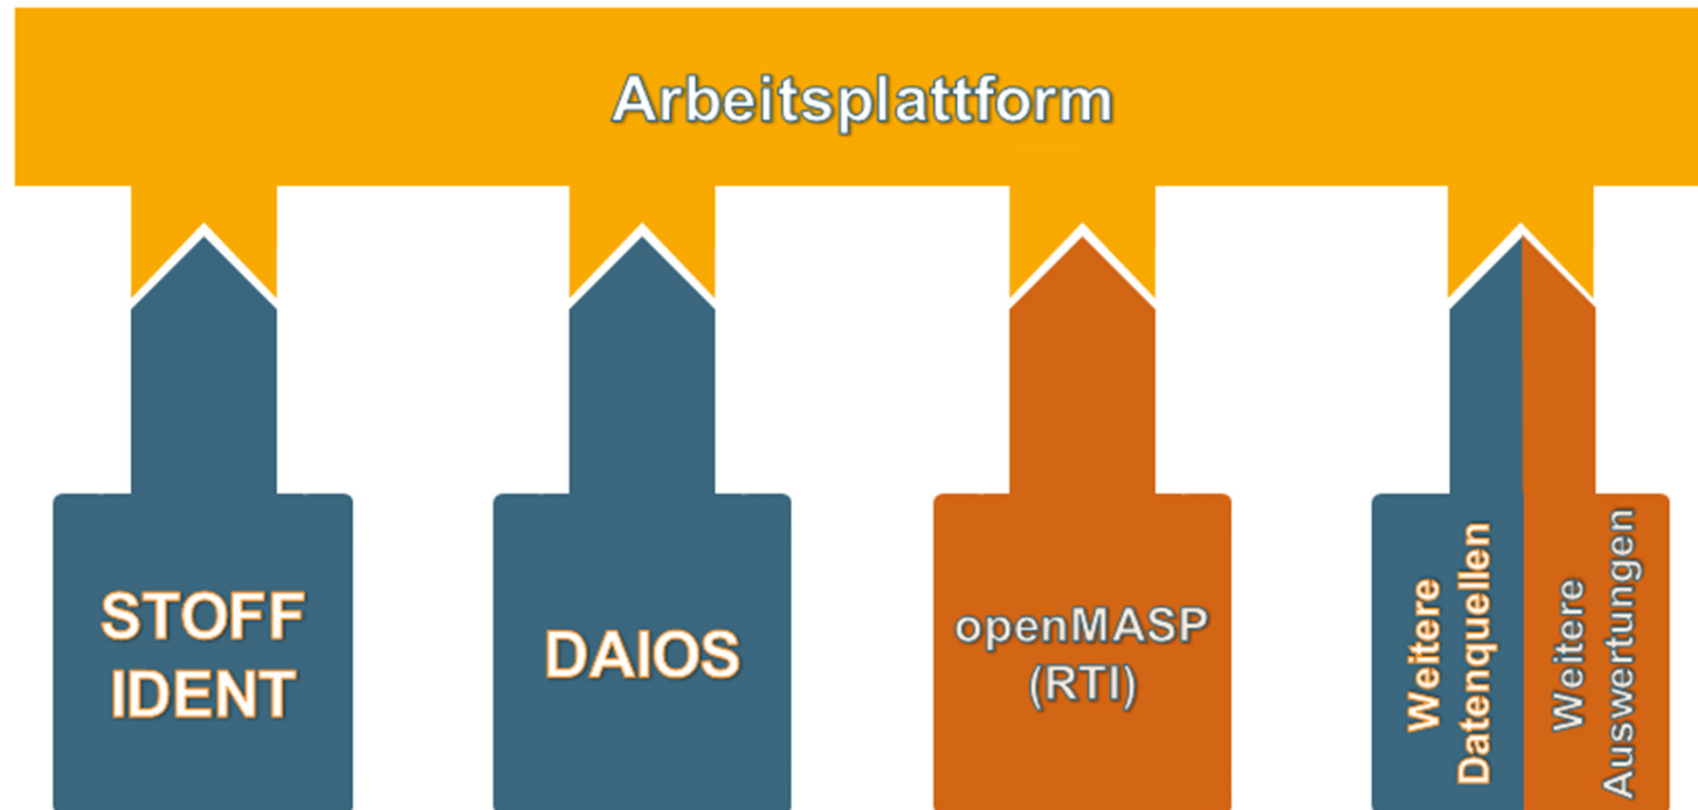 Arbeitsplattform
STOFF
IDENT
DAIOS
openMASP
(RTI)
Weitere
Datenquellen
Weitere
Auswertungen